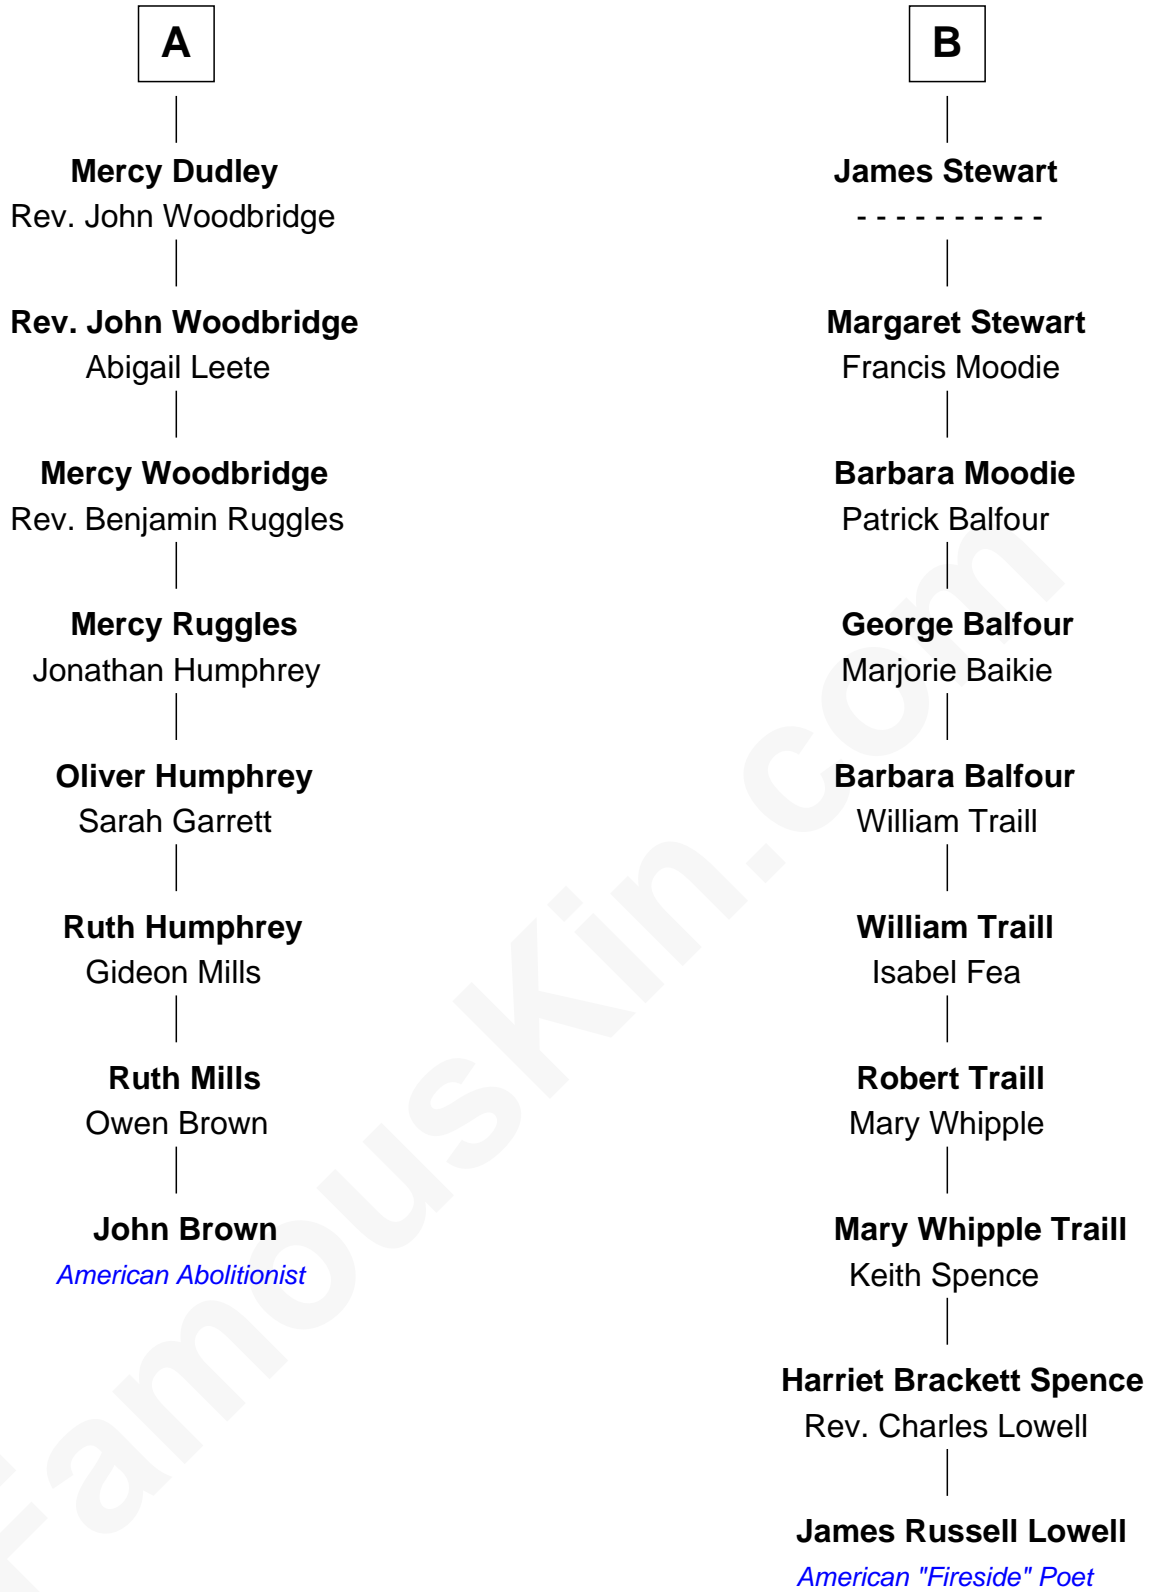 A
Mercy Dudley
Rev. John Woodbridge
Rev. John Woodbridge
Abigail Leete
Mercy Woodbridge
Rev. Benjamin Ruggles
Mercy Ruggles
Jonathan Humphrey
Oliver Humphrey
Sarah Garrett
Ruth Humphrey
Gideon Mills
Ruth Mills
Owen Brown
John Brown
American Abolitionist
B
James Stewart
- - - - - - - - - -
Margaret Stewart
Francis Moodie
Barbara Moodie
Patrick Balfour
George Balfour
Marjorie Baikie
Barbara Balfour
William Traill
William Traill
Isabel Fea
Robert Traill
Mary Whipple
Mary Whipple Traill
Keith Spence
Harriet Brackett Spence
Rev. Charles Lowell
James Russell Lowell
American "Fireside" Poet
FamousKin.com